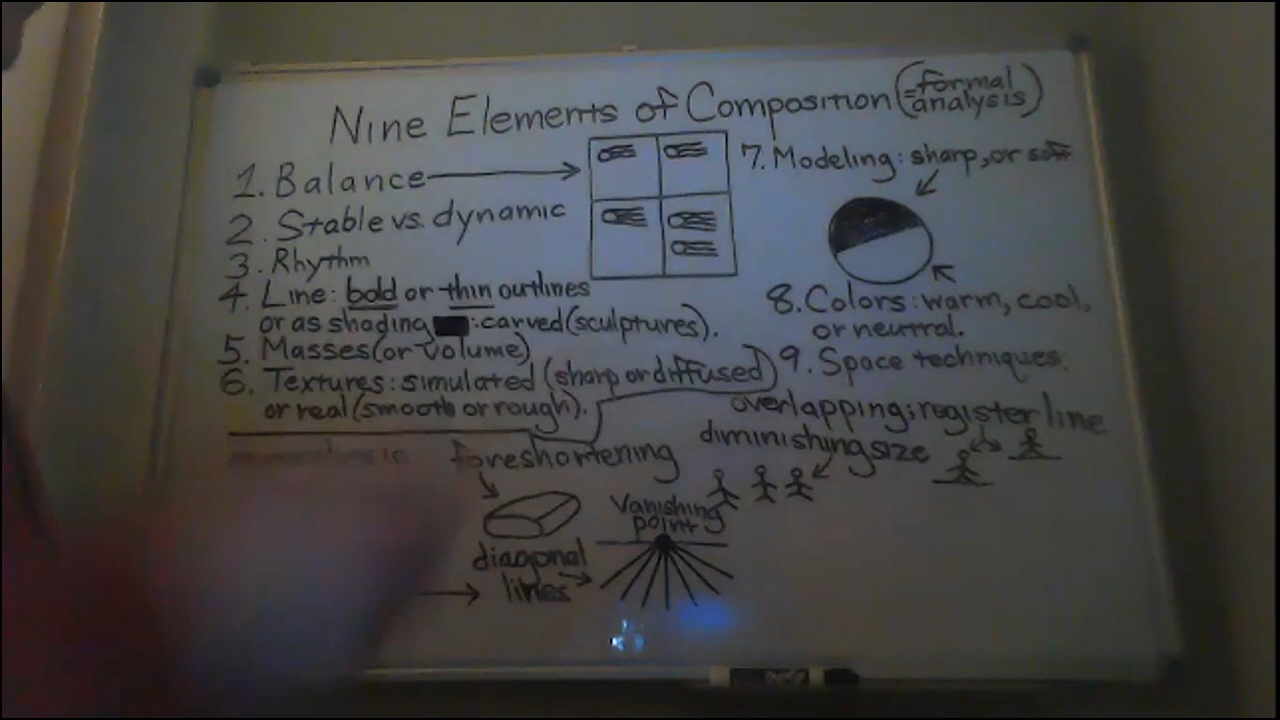 Nine Elements of Composition (=formal analysis)
1. Balance
2. Stable vs. dynamic
3. Rhythm
4. Line: bold or thin outlines
or as shading :carved (sculptures).
5. Masses (or volume)
6. Textures: simulated (sharp or diffused)
or real (smooth or rough).
7. Modeling: sharp, or soft
8. Colors: warm, cool,
or neutral.
9. Space techniques:
overlapping; register line
diminishing size
foreshortening
Vanishing
point
diagonal
lines